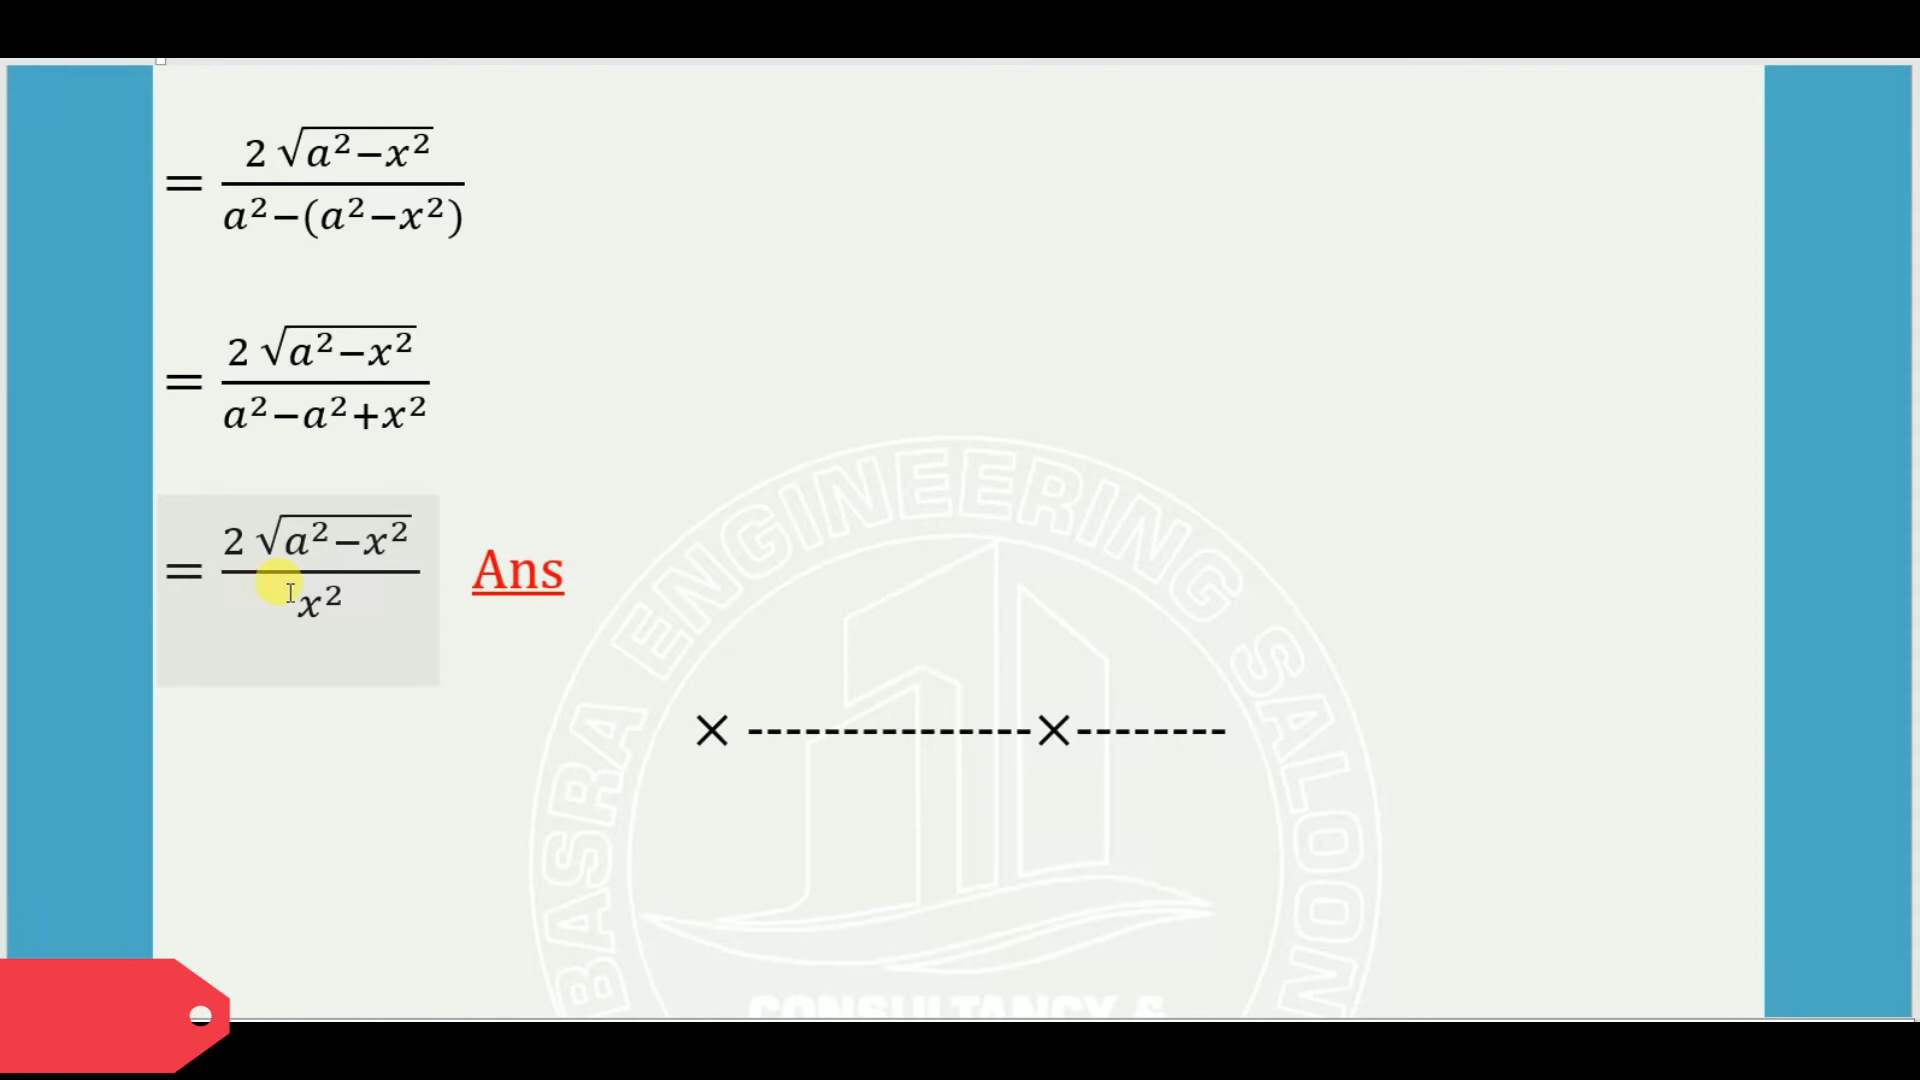 = 2 √(a²−x²) / a²−(a²−x²)
= 2 √(a²−x²) / a²−a²+x²
= 2 √(a²−x²) / x² Ans
× ---------------×--------
BASRA ENGINEERING SALOON
CONSULTANCY &